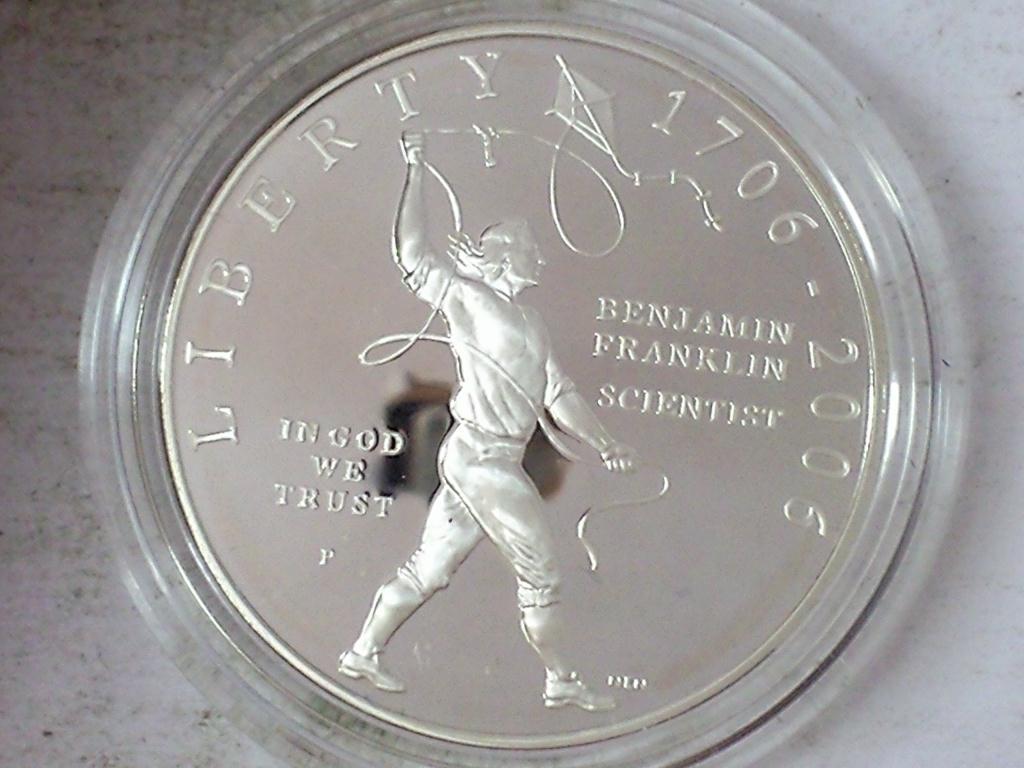 LIBERTY 1706-2006
BENJAMIN
FRANKLIN
SCIENTIST
IN GOD
WE
TRUST
P